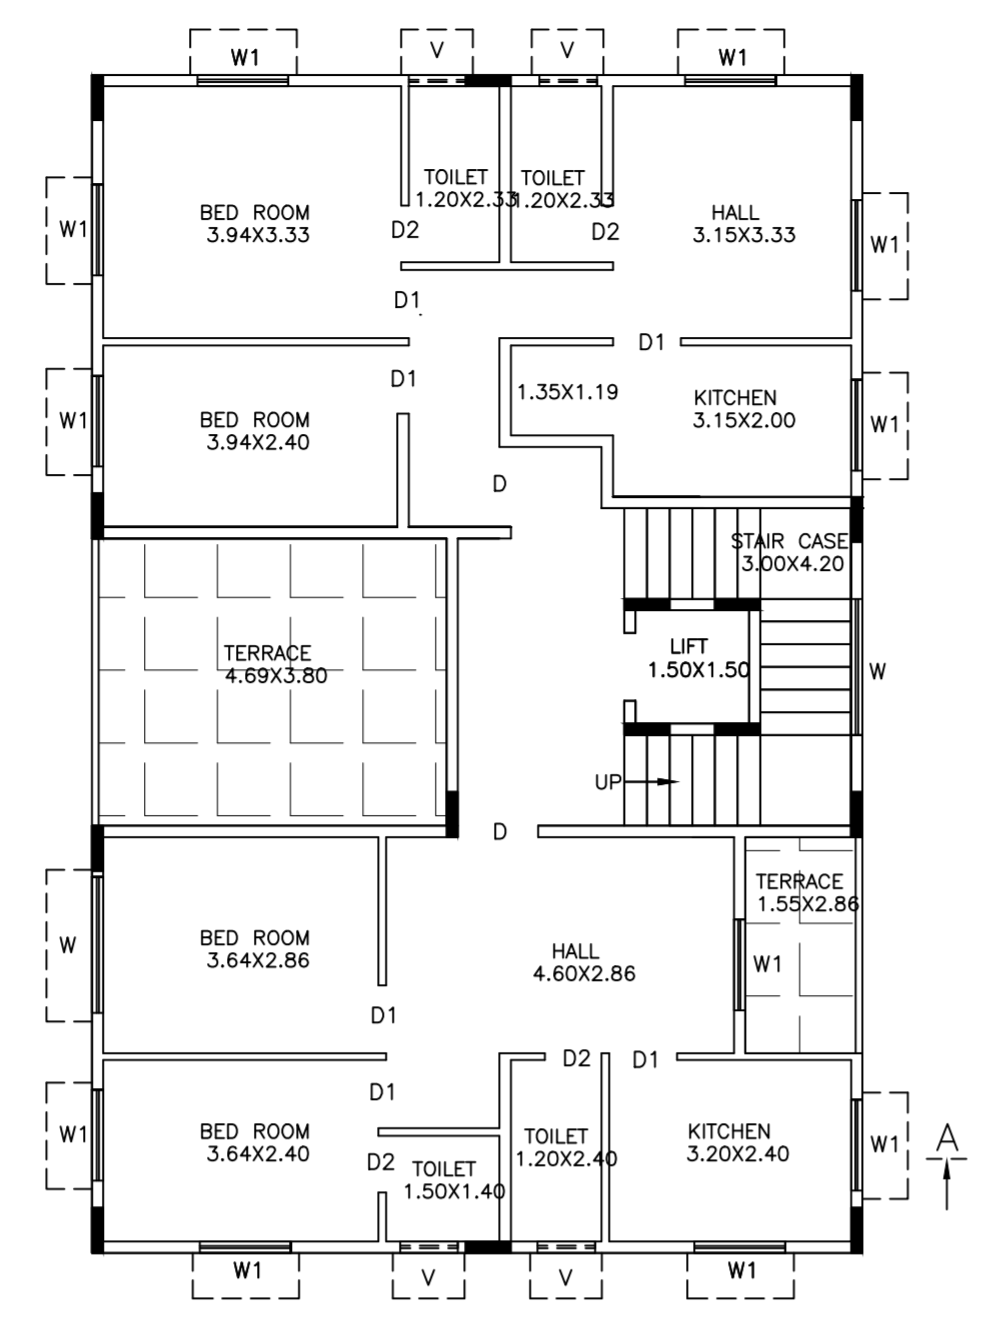 W1
V
V
W1
TOILET
1.20X2.33
TOILET
1.20X2.33
BED ROOM
3.94X3.33
HALL
3.15X3.33
W1
D2
D2
W1
D1
D1
D1
1.35X1.19
KITCHEN
3.15X2.00
W1
BED ROOM
3.94X2.40
W1
D
STAIR CASE
3.00X4.20
TERRACE
4.69X3.80
LIFT
1.50X1.50
W
UP
D
TERRACE
1.55X2.86
W
BED ROOM
3.64X2.86
HALL
4.60X2.86
W1
D1
D2
D1
D1
W1
BED ROOM
3.64X2.40
TOILET
1.20X2.40
KITCHEN
3.20X2.40
W1
A
D2
TOILET
1.50X1.40
W1
V
V
W1